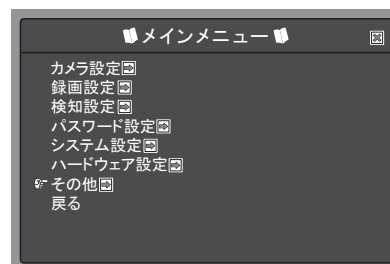 メインメニュー
カメラ設定
録画設定
検知設定
パスワード設定
システム設定
ハードウェア設定
その他
戻る